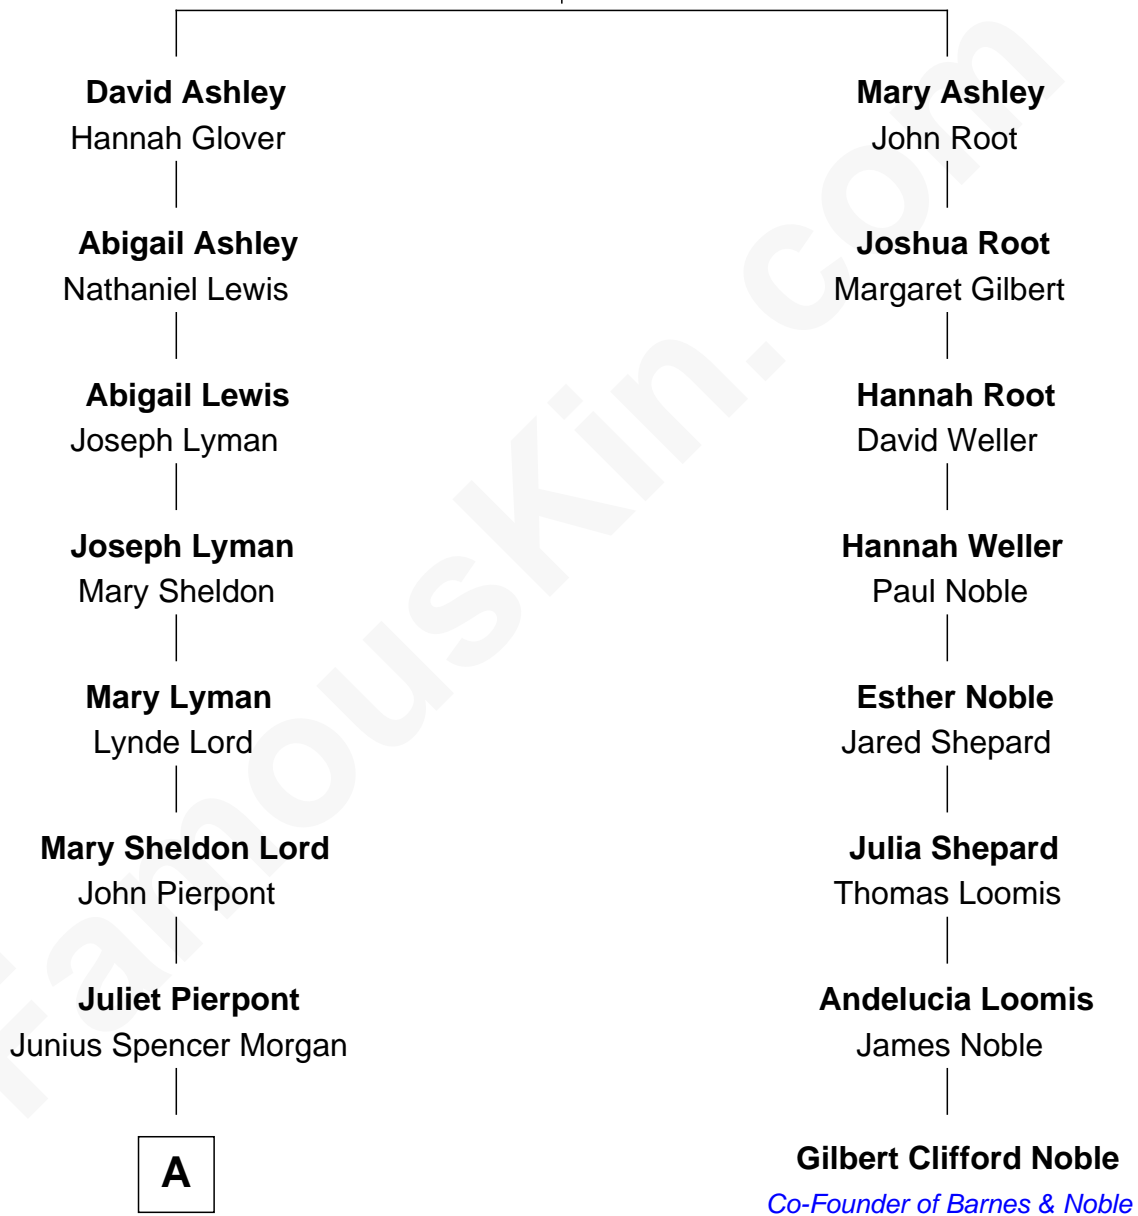 David Ashley
Hannah Glover
Abigail Ashley
Nathaniel Lewis
Abigail Lewis
Joseph Lyman
Joseph Lyman
Mary Sheldon
Mary Lyman
Lynde Lord
Mary Sheldon Lord
John Pierpont
Juliet Pierpont
Junius Spencer Morgan
A
Mary Ashley
John Root
Joshua Root
Margaret Gilbert
Hannah Root
David Weller
Hannah Weller
Paul Noble
Esther Noble
Jared Shepard
Julia Shepard
Thomas Loomis
Andelucia Loomis
James Noble
Gilbert Clifford Noble
Co-Founder of Barnes & Noble
FamousKin.com